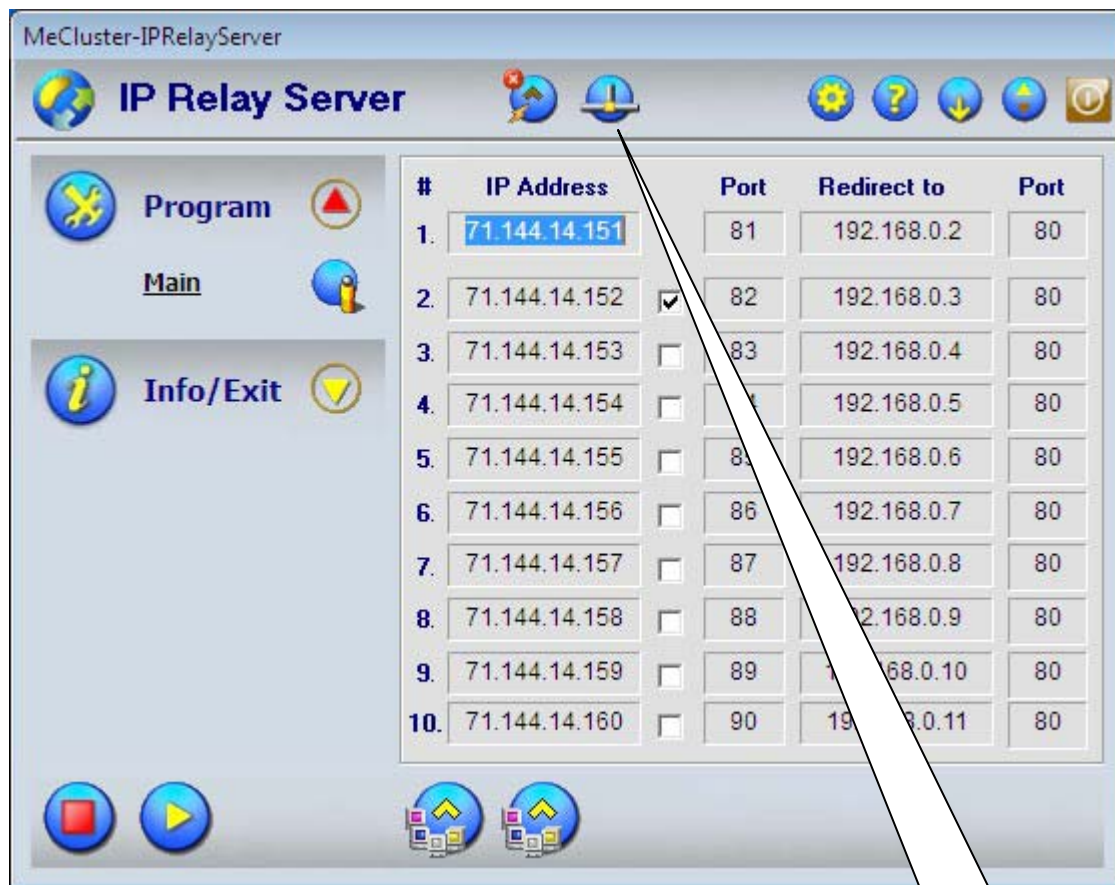 MeCluster-IPRelayServer
IP Relay Server
Program
Main
Info/Exit
# IP Address Port Redirect to Port
1. 71.144.14.151 81 192.168.0.2 80
2. 71.144.14.152 82 192.168.0.3 80
3. 71.144.14.153 83 192.168.0.4 80
4. 71.144.14.154 192.168.0.5 80
5. 71.144.14.155 85 192.168.0.6 80
6. 71.144.14.156 86 192.168.0.7 80
7. 71.144.14.157 87 192.168.0.8 80
8. 71.144.14.158 88 80
9. 71.144.14.159 89 80
10. 71.144.14.160 90 80